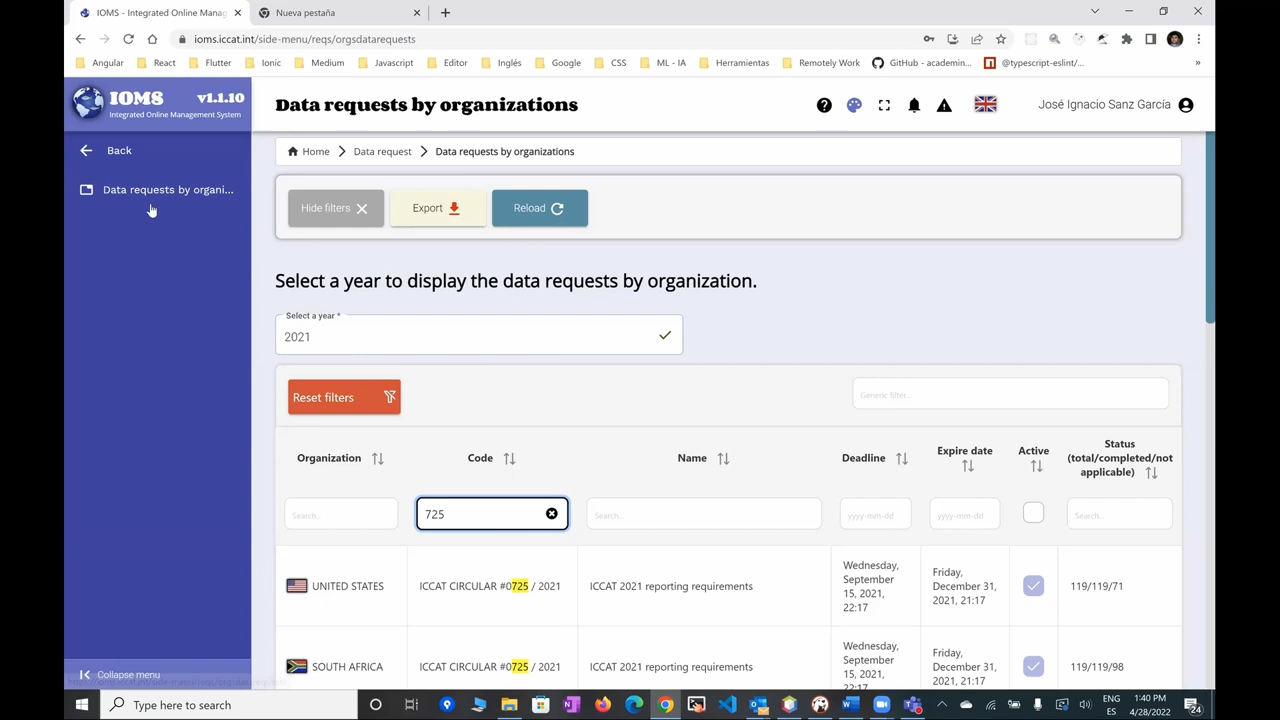 IOMS - Integrated Online Manag
Nueva pestaña
ioms.iccat.int/side-menu/reqs/orgsdatarequests
Angular
React
Flutter
Ionic
Medium
Javascript
Editor
Inglés
Google
CSS
ML - IA
Herramientas
Remotely Work
GitHub - academin...
@typescript-eslint/...
»
IOMS v1.1.10
Integrated Online Management System
Data requests by organizations
José Ignacio Sanz García
Back
Data requests by organi...
Home
Data request
Data requests by organizations
Hide filters
Export
Reload
Select a year to display the data requests by organization.
Select a year *
2021
Reset filters
Generic filter...
Organization
Code
Name
Deadline
Expire date
Active
Status
(total/completed/not
applicable)
Search...
725
Search...
yyyy-mm-dd
yyyy-mm-dd
Search...
UNITED STATES
ICCAT CIRCULAR #0725 / 2021
ICCAT 2021 reporting requirements
Wednesday,
September
15, 2021,
22:17
Friday,
December 31,
2021, 21:17
119/119/71
SOUTH AFRICA
ICCAT CIRCULAR #0725 / 2021
ICCAT 2021 reporting requirements
Wednesday,
September
15, 2021,
22:17
Friday,
December 31,
2021, 21:17
119/119/98
Collapse menu
Type here to search
ENG
ES
1:40 PM
4/28/2022
24